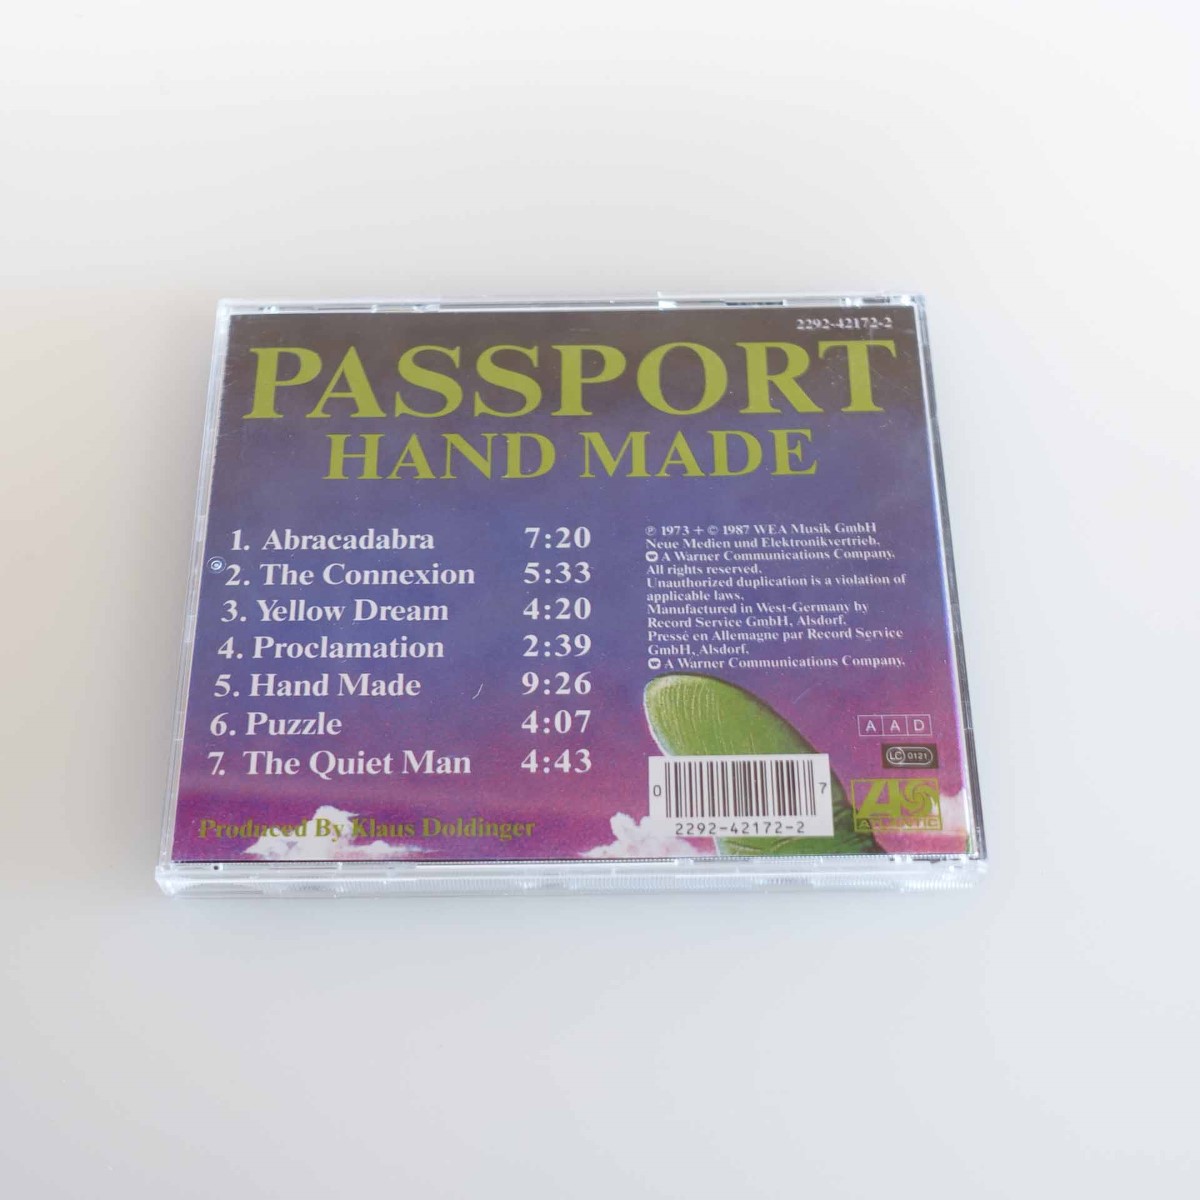 2292-42172-2
PASSPORT
HAND MADE
1. Abracadabra 7:20
2. The Connexion 5:33
3. Yellow Dream 4:20
4. Proclamation 2:39
5. Hand Made 9:26
6. Puzzle 4:07
7. The Quiet Man 4:43
Produced By Klaus Doldinger
℗ 1973 + © 1987 WEA Musik GmbH
Neue Medien und Elektronikvertrieb.
A Warner Communications Company.
All rights reserved.
Unauthorized duplication is a violation of
applicable laws.
Manufactured in West-Germany by
Record Service GmbH, Alsdorf.
Pressé en Allemagne par Record Service
GmbH, Alsdorf.
A Warner Communications Company.
AAD
LC 0121
ATLANTIC
0 7
2292-42172-2